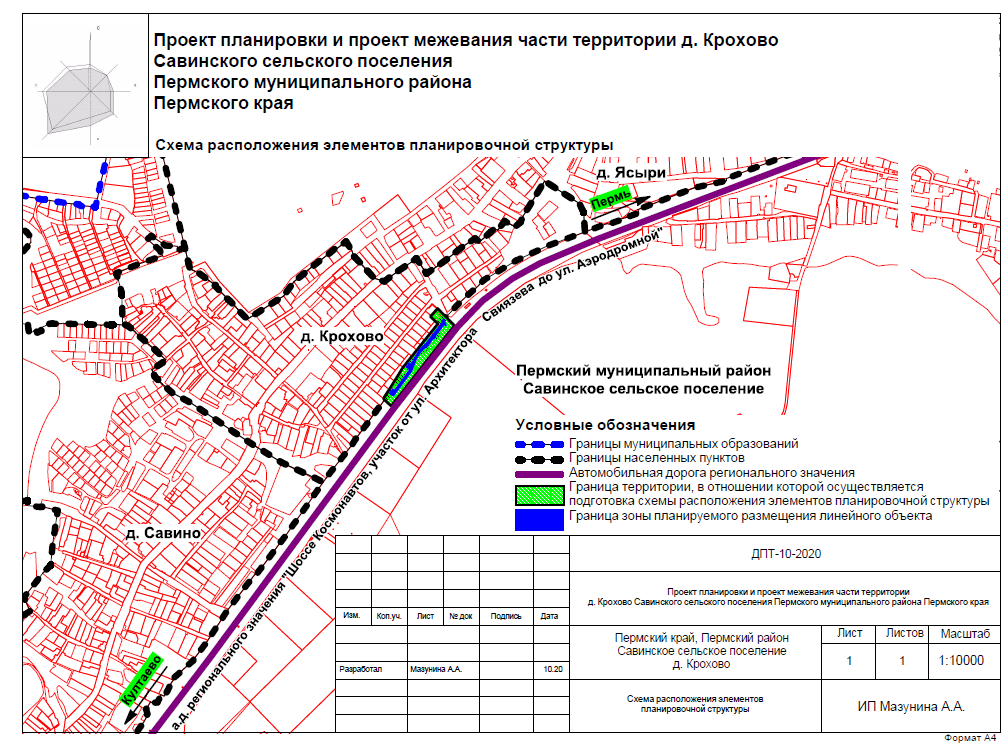 Проект планировки и проект межевания части территории д. Крохово
Савинского сельского поселения
Пермского муниципального района
Пермского края
Схема расположения элементов планировочной структуры
д. Ясыри
Пермь
д. Крохово
а.д. регионального значения "Шоссе Космонавтов, участок от ул. Архитектора Свиязева до ул. Аэродромной"
Пермский муниципальный район
Савинское сельское поселение
д. Савино
Култаево
Условные обозначения
Границы муниципальных образований
Границы населенных пунктов
Автомобильная дорога регионального значения
Граница территории, в отношении которой осуществляется
подготовка схемы расположения элементов планировочной структуры
Граница зоны планируемого размещения линейного объекта
ДПТ-10-2020
Проект планировки и проект межевания части территории
д. Крохово Савинского сельского поселения Пермского муниципального района Пермского края
Изм. Кол.уч. Лист № док Подпись Дата
Пермский край, Пермский район
Савинское сельское поселение
д. Крохово
Лист Листов Масштаб
1 1 1:10000
Разработал Мазунина А.А. 10.20
Схема расположения элементов
планировочной структуры
ИП Мазунина А.А.
Формат А4